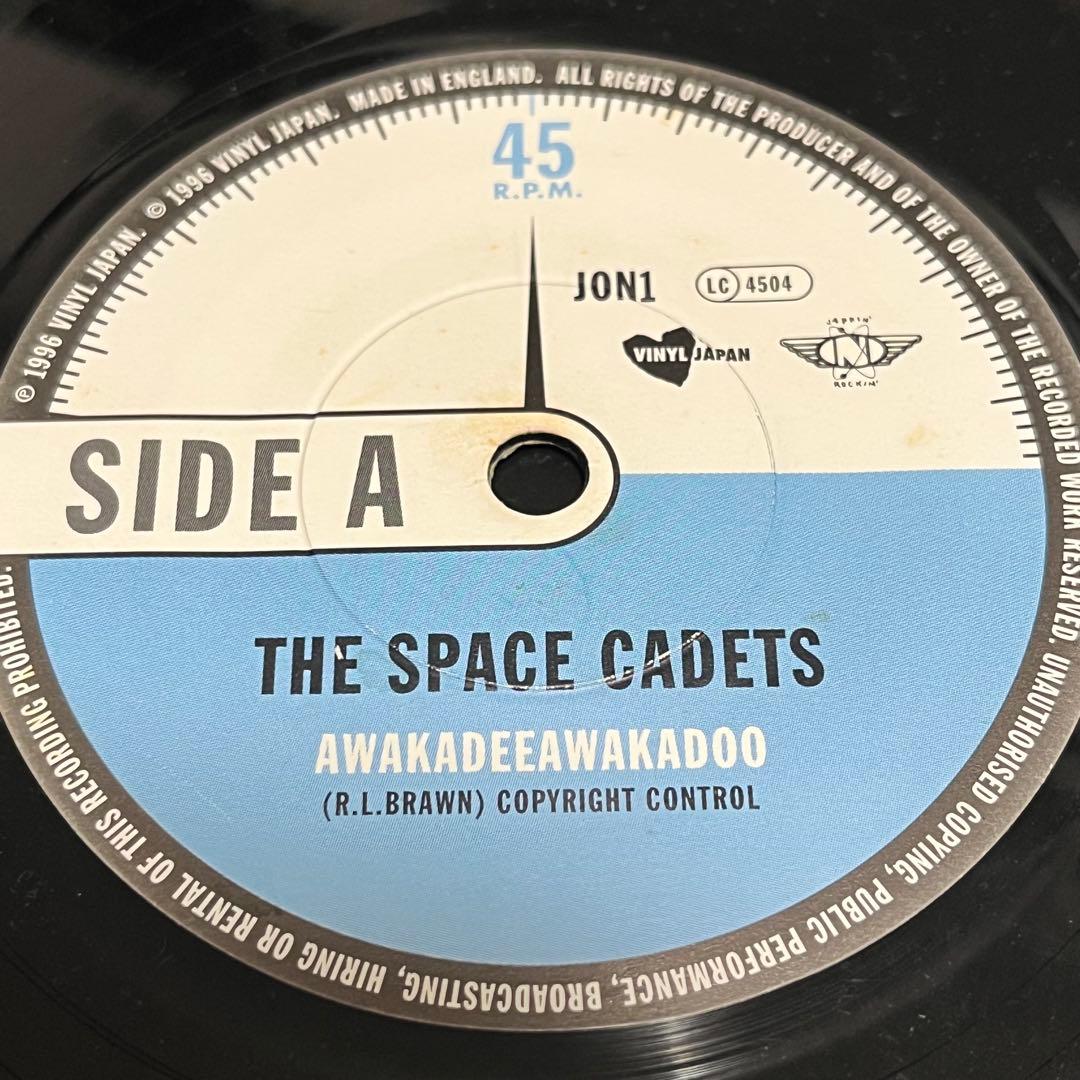 ℗ 1996 VINYL JAPAN. © 1996 VINYL JAPAN. MADE IN ENGLAND. ALL RIGHTS OF THE PRODUCER AND OF THE OWNER OF THE RECORDED WORK RESERVED. UNAUTHORISED COPYING, PUBLIC PERFORMANCE, BROADCASTING, HIRING OR RENTAL OF THIS RECORDING PROHIBITED.
45
R.P.M.
JON1
LC 4504
VINYL JAPAN
JAPPIN'
N
ROCKIN'
SIDE A
THE SPACE CADETS
AWAKADEEAWAKADOO
(R.L.BRAWN) COPYRIGHT CONTROL